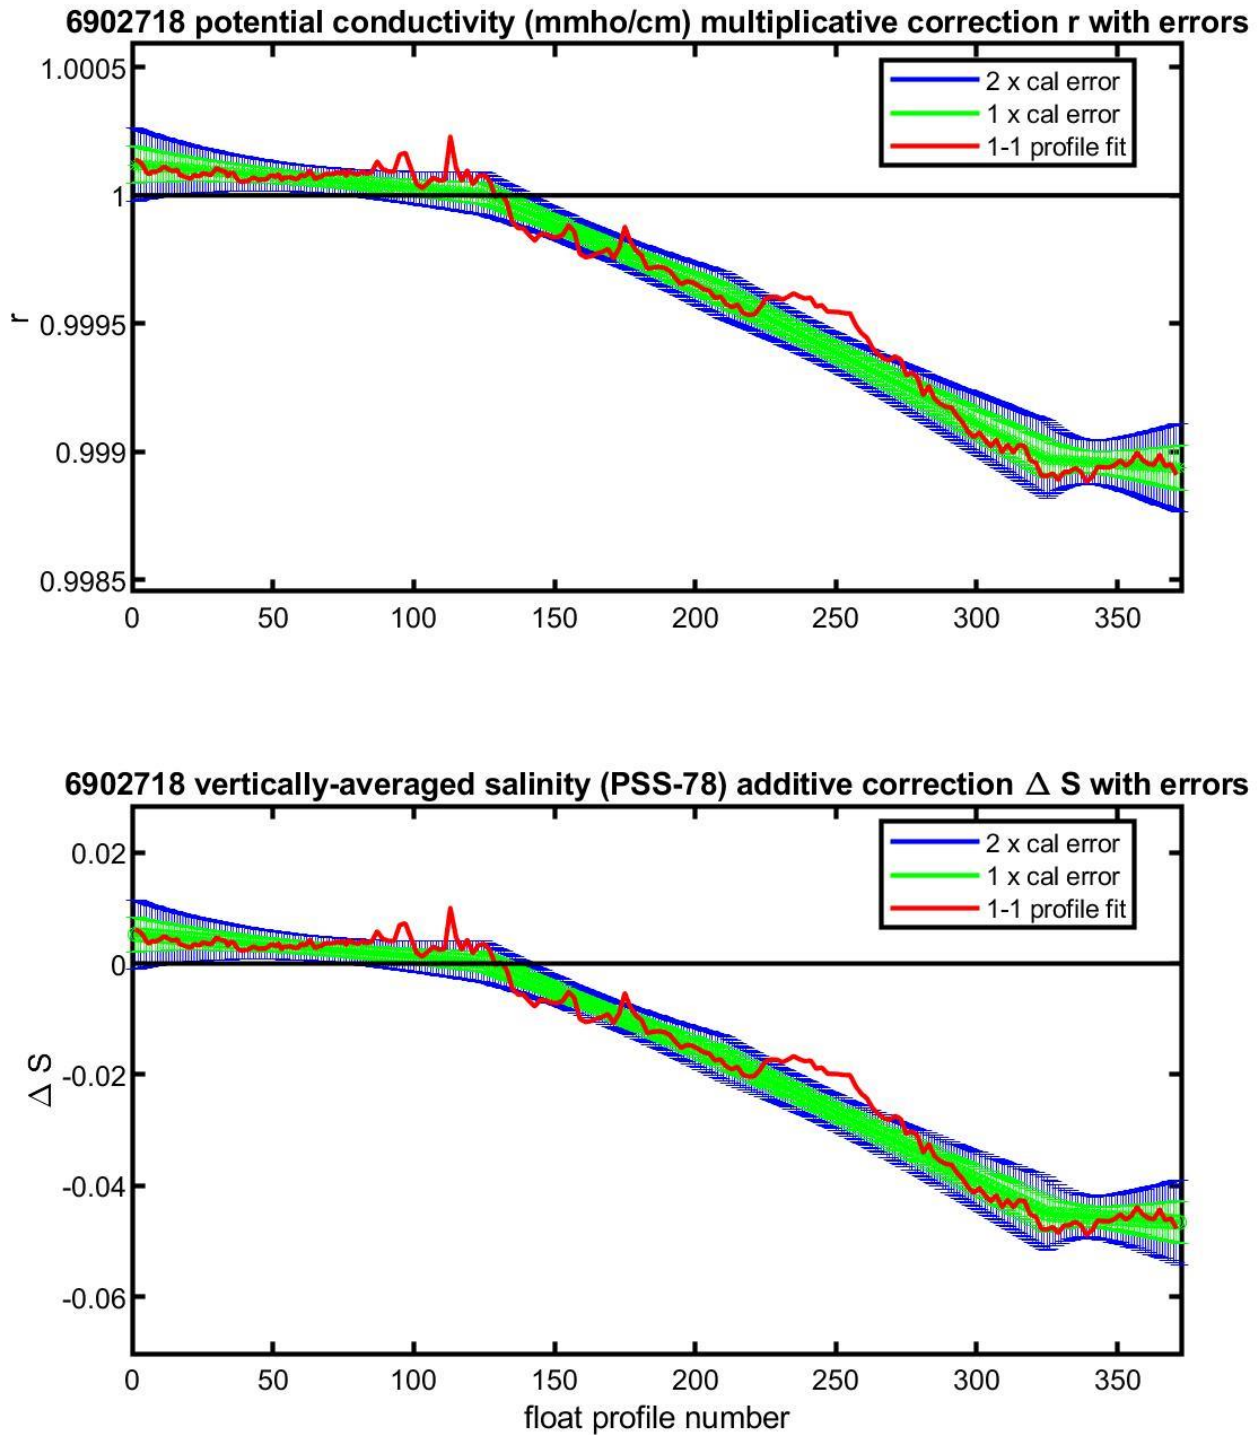 6902718 potential conductivity (mmho/cm) multiplicative correction r with errors
1.0005
1
0.9995
0.999
0.9985
r
2 x cal error
1 x cal error
1-1 profile fit
0 50 100 150 200 250 300 350
6902718 vertically-averaged salinity (PSS-78) additive correction Δ S with errors
0.02
0
-0.02
-0.04
-0.06
Δ S
2 x cal error
1 x cal error
1-1 profile fit
0 50 100 150 200 250 300 350
float profile number